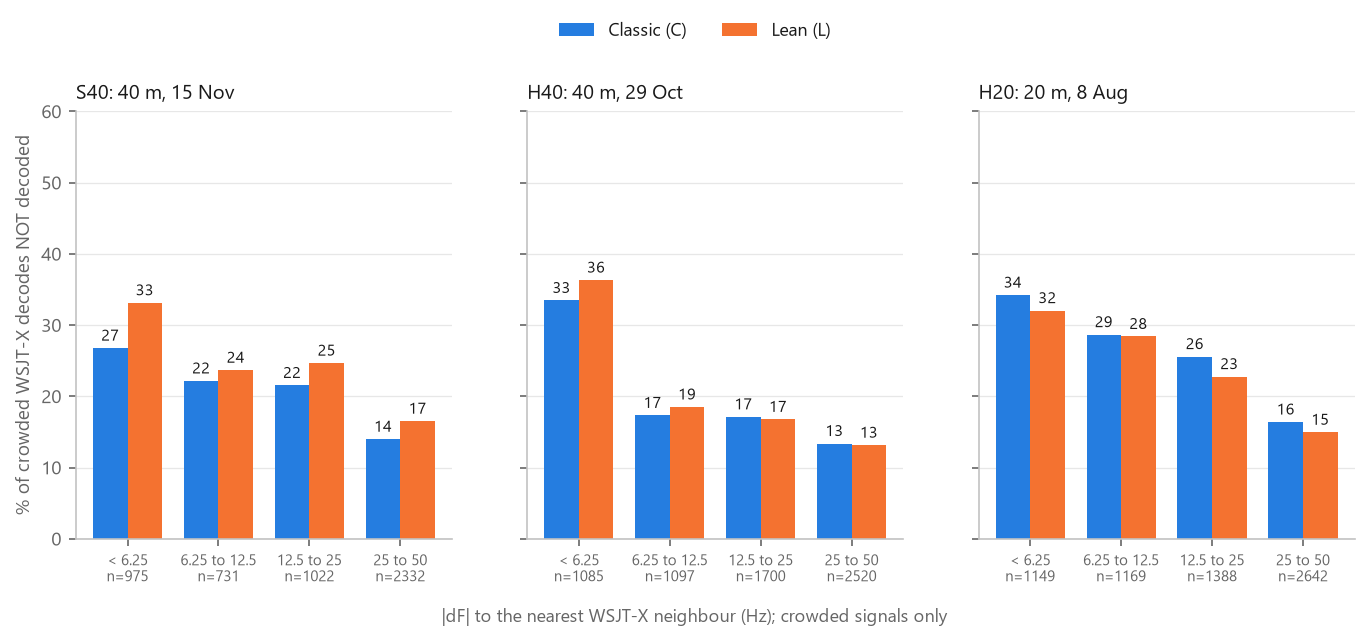 Classic (C) Lean (L)
S40: 40 m, 15 Nov
H40: 40 m, 29 Oct
H20: 20 m, 8 Aug
% of crowded WSJT-X decodes NOT decoded
60
50
40
30
20
10
0
27 33 22 24 22 25 14 17
33 36 17 19 17 17 13 13
34 32 29 28 26 23 16 15
< 6.25 6.25 to 12.5 12.5 to 25 25 to 50
n=975 n=731 n=1022 n=2332
< 6.25 6.25 to 12.5 12.5 to 25 25 to 50
n=1085 n=1097 n=1700 n=2520
< 6.25 6.25 to 12.5 12.5 to 25 25 to 50
n=1149 n=1169 n=1388 n=2642
|dF| to the nearest WSJT-X neighbour (Hz); crowded signals only